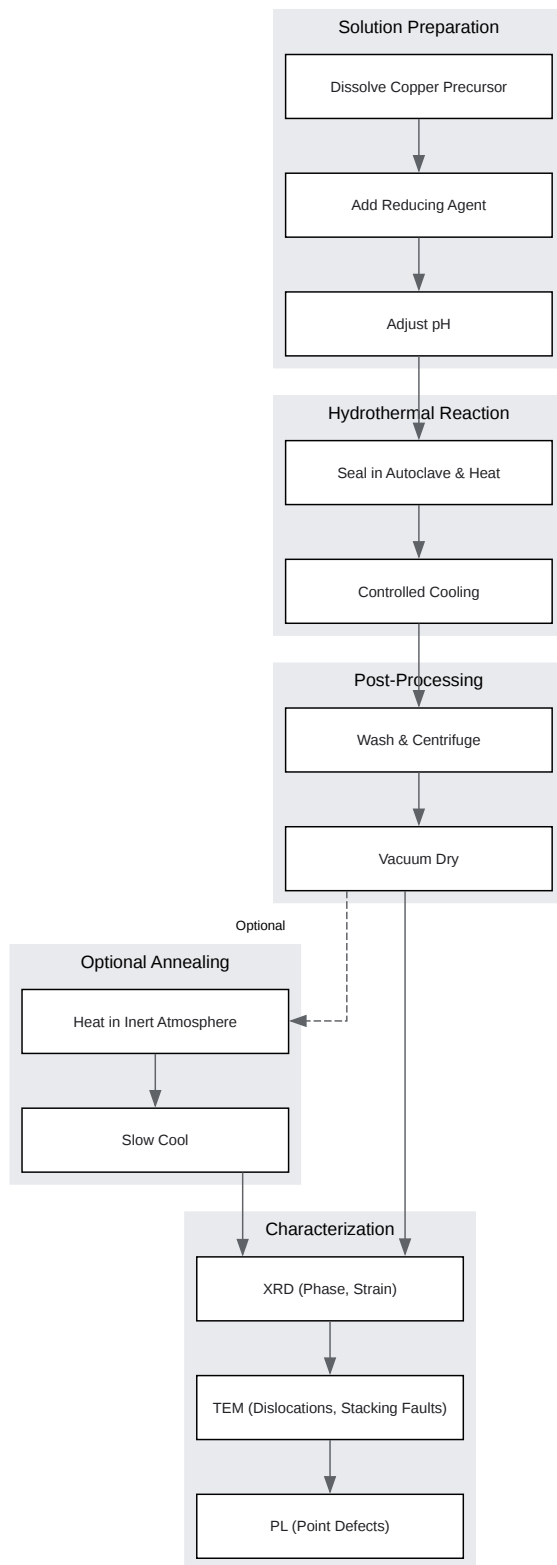 Solution Preparation
Dissolve Copper Precursor
Add Reducing Agent
Adjust pH
Hydrothermal Reaction
Seal in Autoclave & Heat
Controlled Cooling
Post-Processing
Wash & Centrifuge
Vacuum Dry
Optional
Optional Annealing
Heat in Inert Atmosphere
Slow Cool
Characterization
XRD (Phase, Strain)
TEM (Dislocations, Stacking Faults)
PL (Point Defects)